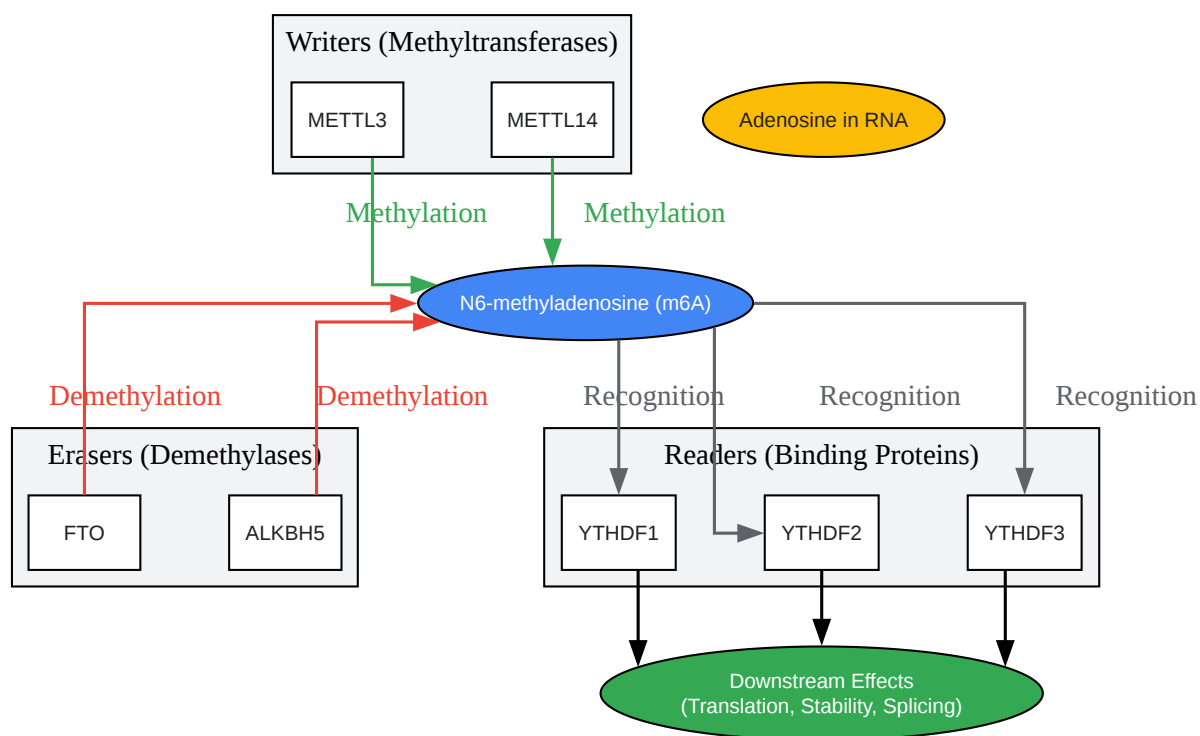 Writers (Methyltransferases)
METTL3
METTL14
Adenosine in RNA
Methylation
Methylation
N6-methyladenosine (m6A)
Demethylation
Demethylation
Recognition
Recognition
Recognition
Erasers (Demethylases)
Readers (Binding Proteins)
FTO
ALKBH5
YTHDF1
YTHDF2
YTHDF3
Downstream Effects
(Translation, Stability, Splicing)